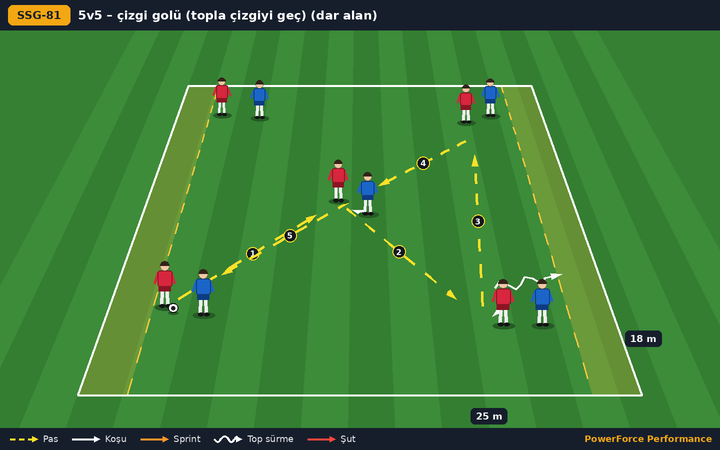 SSG-81 5v5 – çizgi golü (topla çizgiyi geç) (dar alan)
4
3
1
5
2
18 m
25 m
Pas Koşu Sprint Top sürme Şut PowerForce Performance